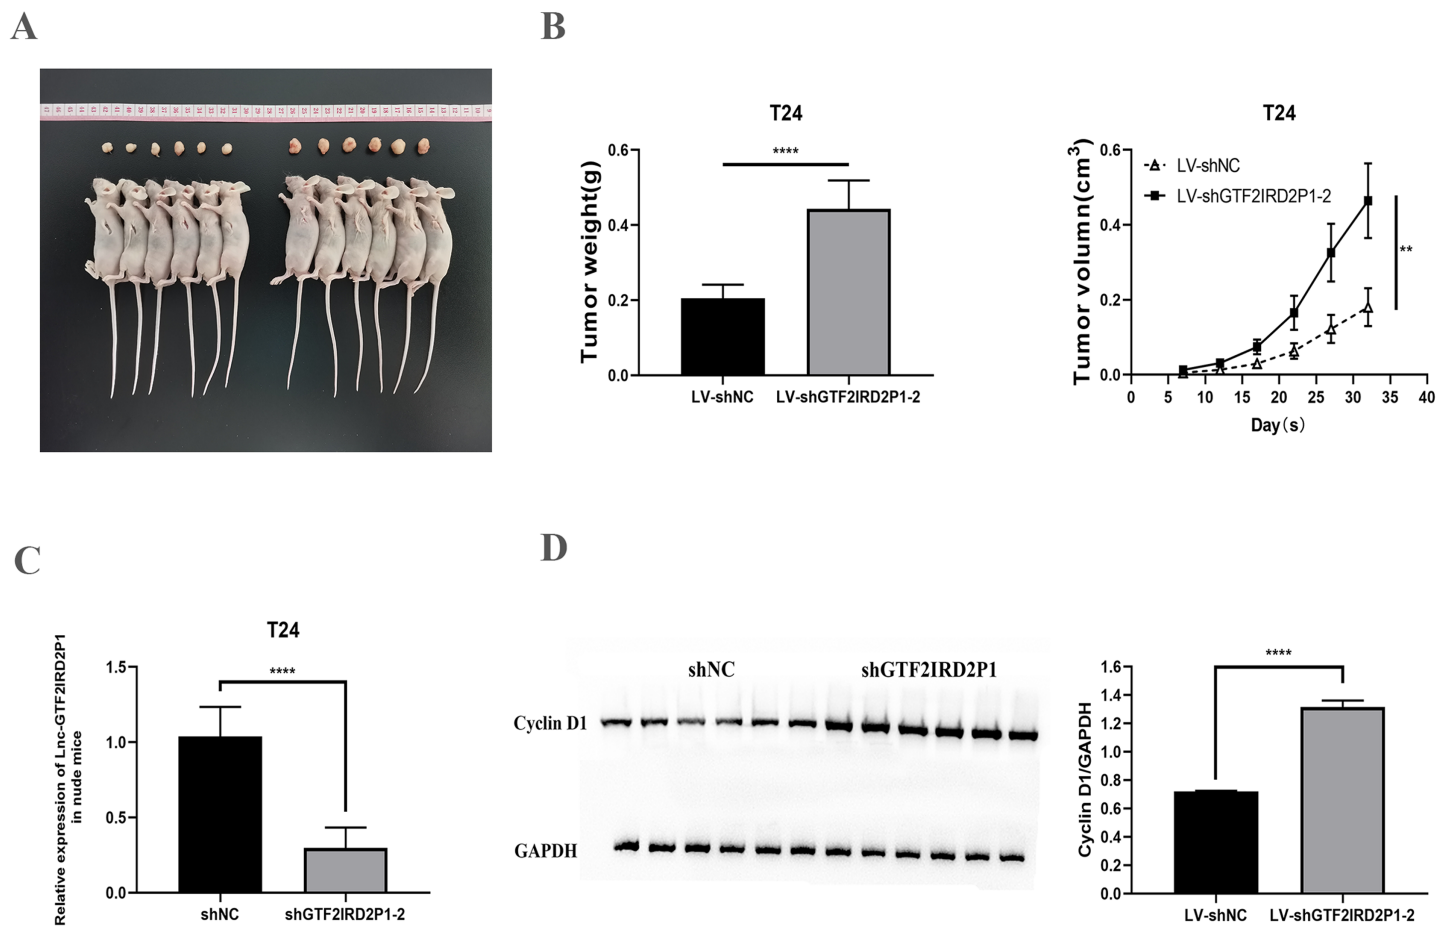 A
B
T24
Tumor weight(g)
0.6
0.4
0.2
0.0
****
LV-shNC
LV-shGTF2IRD2P1-2
T24
Tumor volumn(cm³)
0.6
0.4
0.2
0.0
LV-shNC
LV-shGTF2IRD2P1-2
**
0 5 10 15 20 25 30 35 40
Day(s)
C
T24
Relative expression of Lnc-GTF2IRD2P1
in nude mice
1.5
1.0
0.5
0.0
****
shNC
shGTF2IRD2P1-2
D
shNC
shGTF2IRD2P1
Cyclin D1
GAPDH
Cyclin D1/GAPDH
1.6
1.4
1.2
1.0
0.8
0.6
0.4
0.2
0.0
****
LV-shNC
LV-shGTF2IRD2P1-2